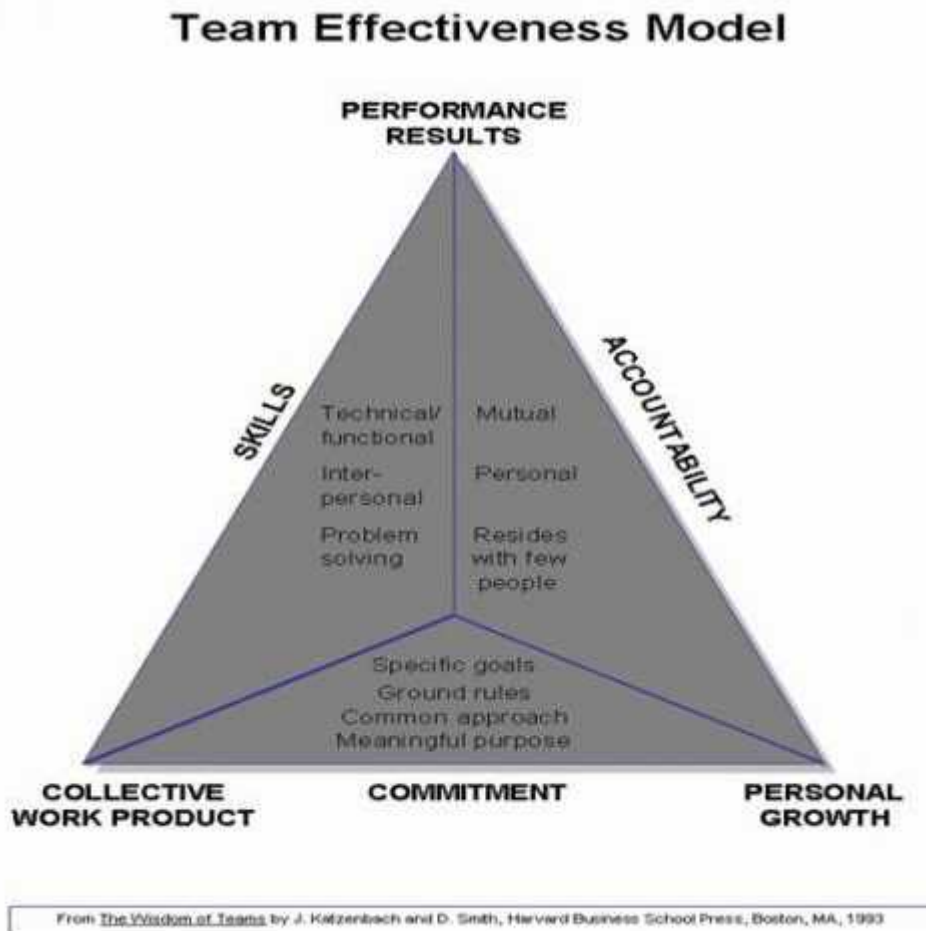 Team Effectiveness Model
PERFORMANCE
RESULTS
SKILLS
ACCOUNTABILITY
Technical/
functional
Inter-
personal
Problem
solving
Mutual
Personal
Resides
with few
people
Specific goals
Ground rules
Common approach
Meaningful purpose
COLLECTIVE
WORK PRODUCT
COMMITMENT
PERSONAL
GROWTH
From The Wisdom of Teams by J. Katzenbach and D. Smith, Harvard Business School Press, Boston, MA, 1993